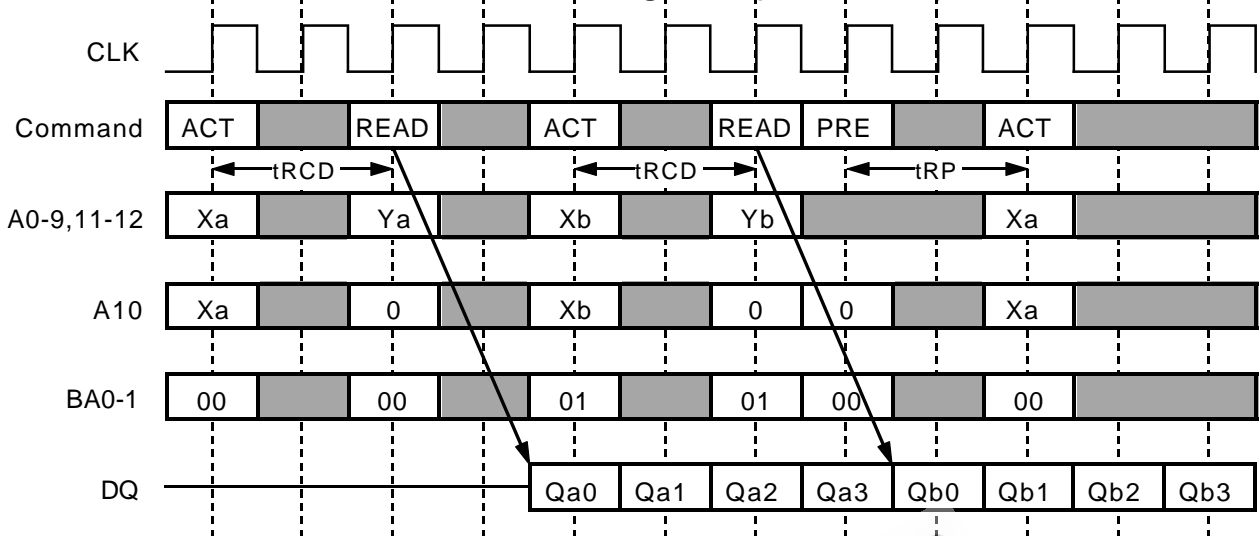 CLK
Command ACT READ ACT READ PRE ACT
tRCD tRCD tRP
A0-9,11-12 Xa Ya Xb Yb Xa
A10 Xa 0 Xb 0 0 Xa
BA0-1 00 00 01 01 00 00
DQ Qa0 Qa1 Qa2 Qa3 Qb0 Qb1 Qb2 Qb3